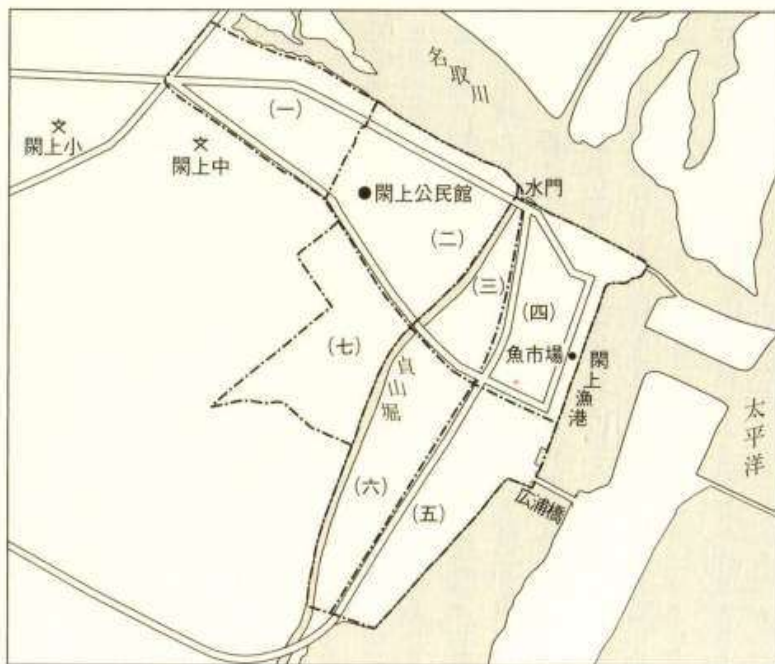 名取川
(一)
閖上小
閖上中
閖上公民館
水門
(二)
(三)
(四)
魚市場
閖上漁港
太平洋
(七)
貞山堀
(六)
(五)
広浦橋